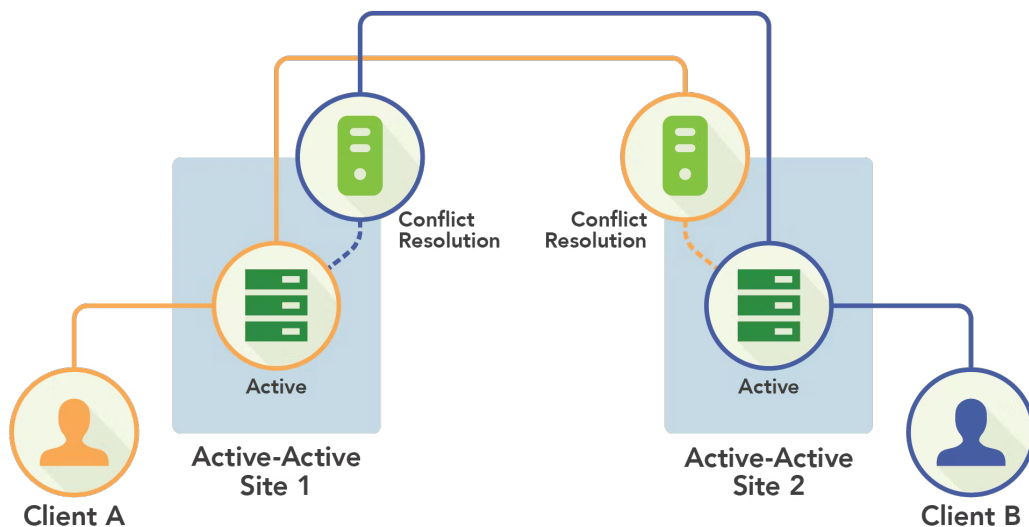 Conflict
Resolution
Conflict
Resolution
Active
Active
Active-Active
Site 1
Active-Active
Site 2
Client A
Client B